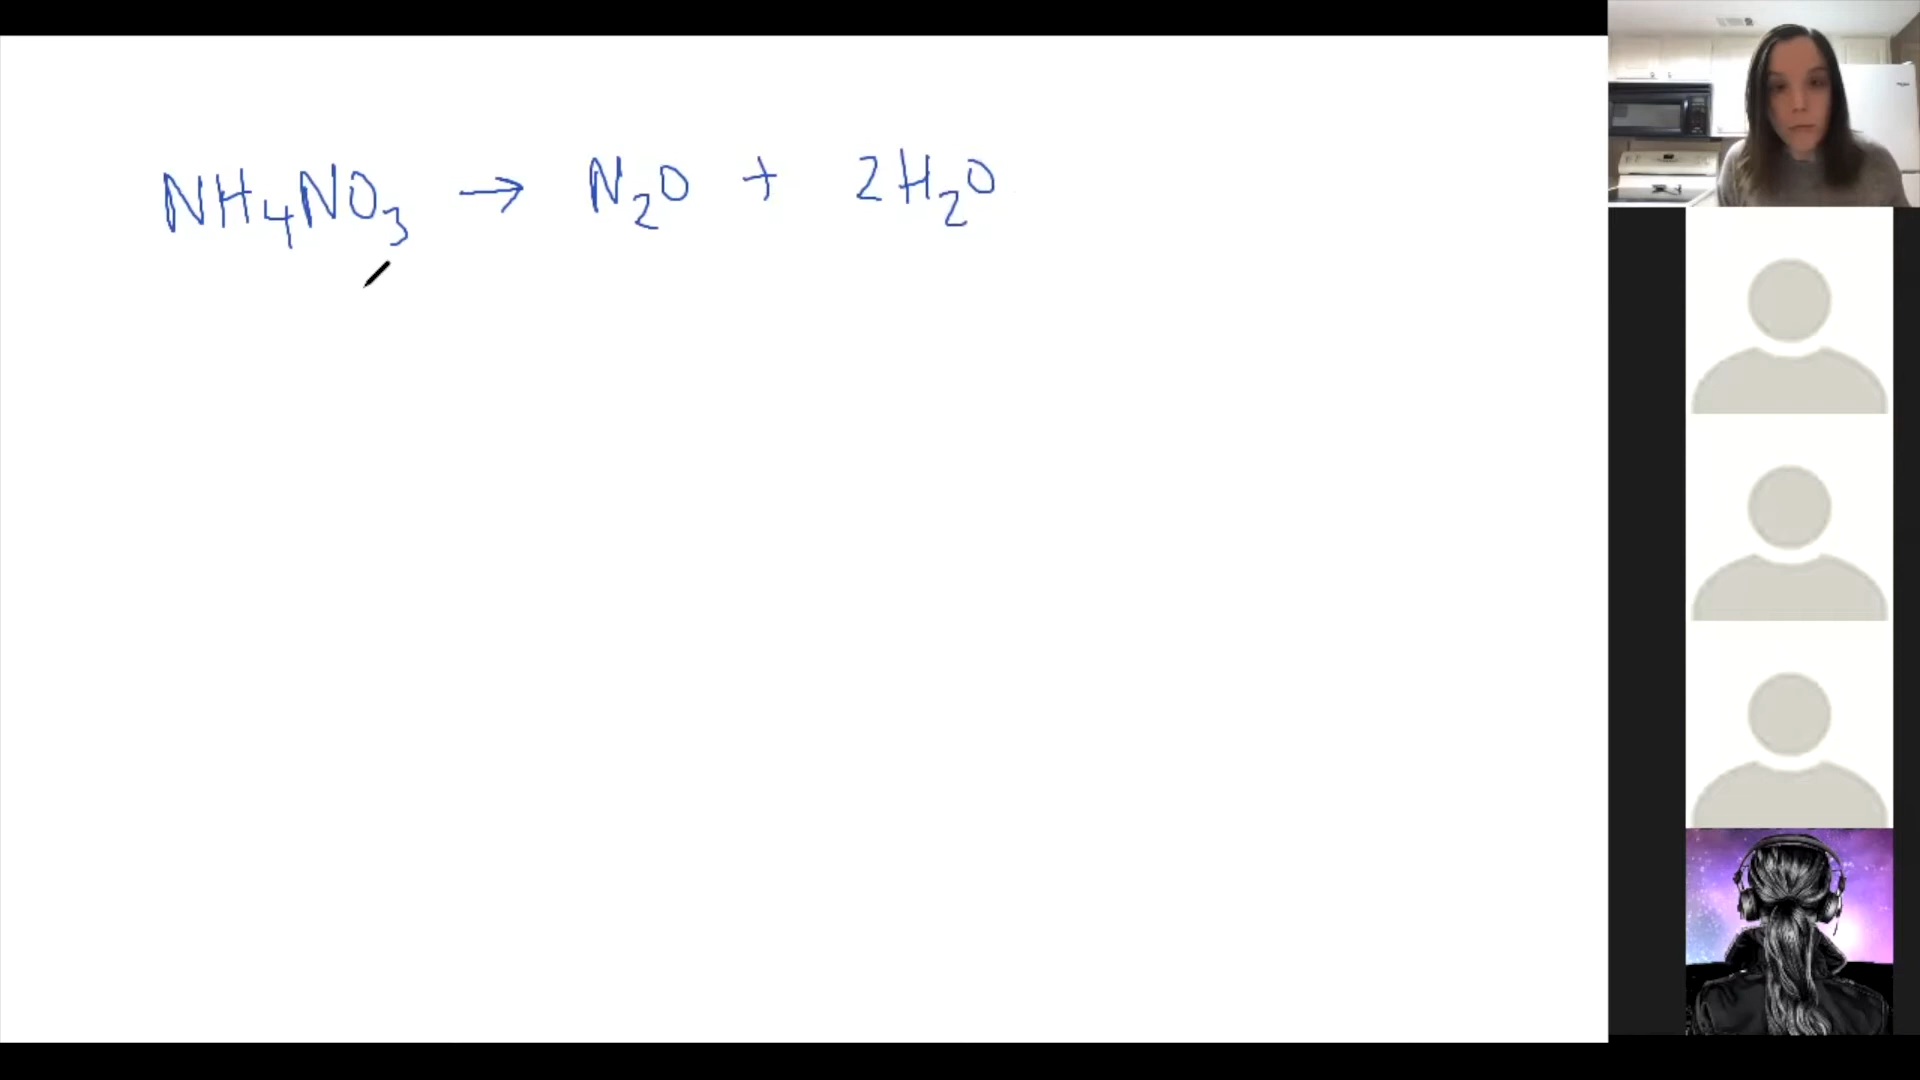 NH₄NO₃ → N₂O + 2H₂O